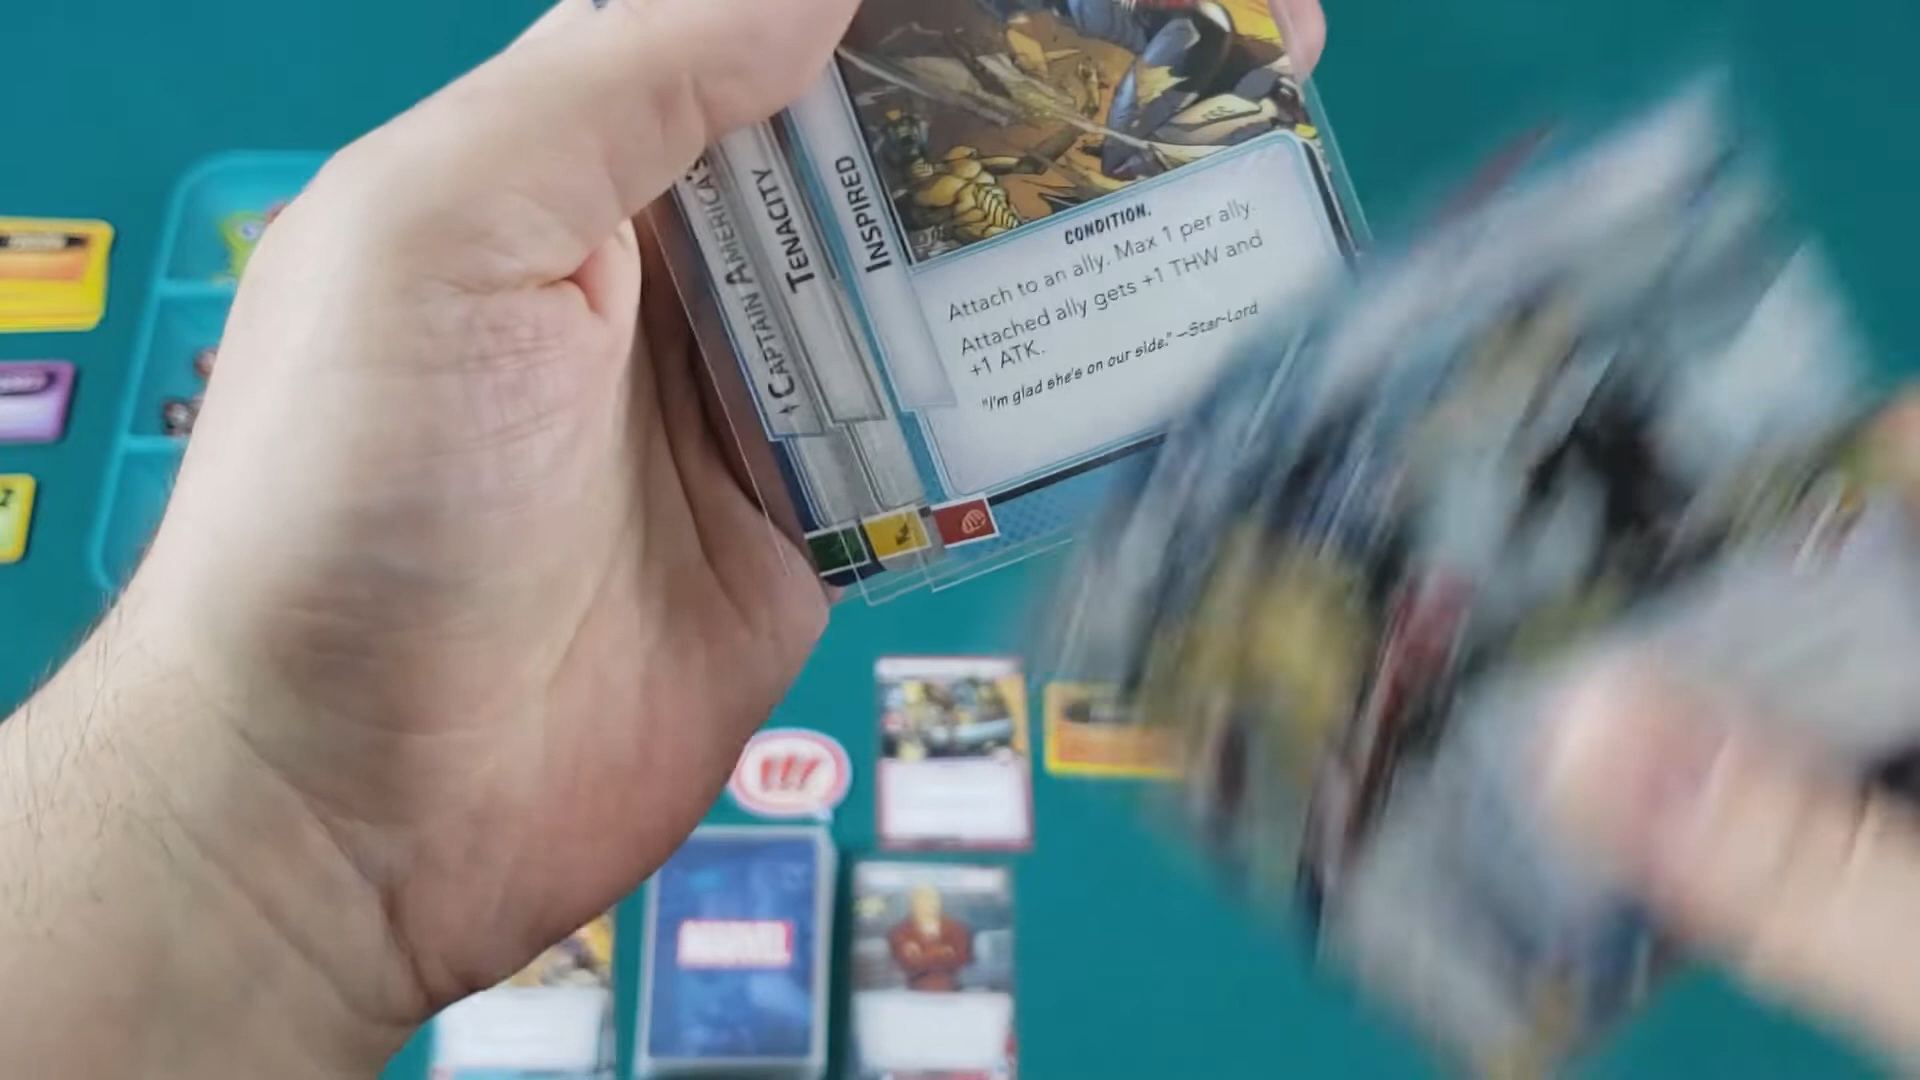 CAPTAIN AMERICA'S
TENACITY
INSPIRED
CONDITION.
Attach to an ally. Max 1 per ally.
Attached ally gets +1 THW and
+1 ATK.
"I'm glad she's on our side." —Star-Lord
MARVEL